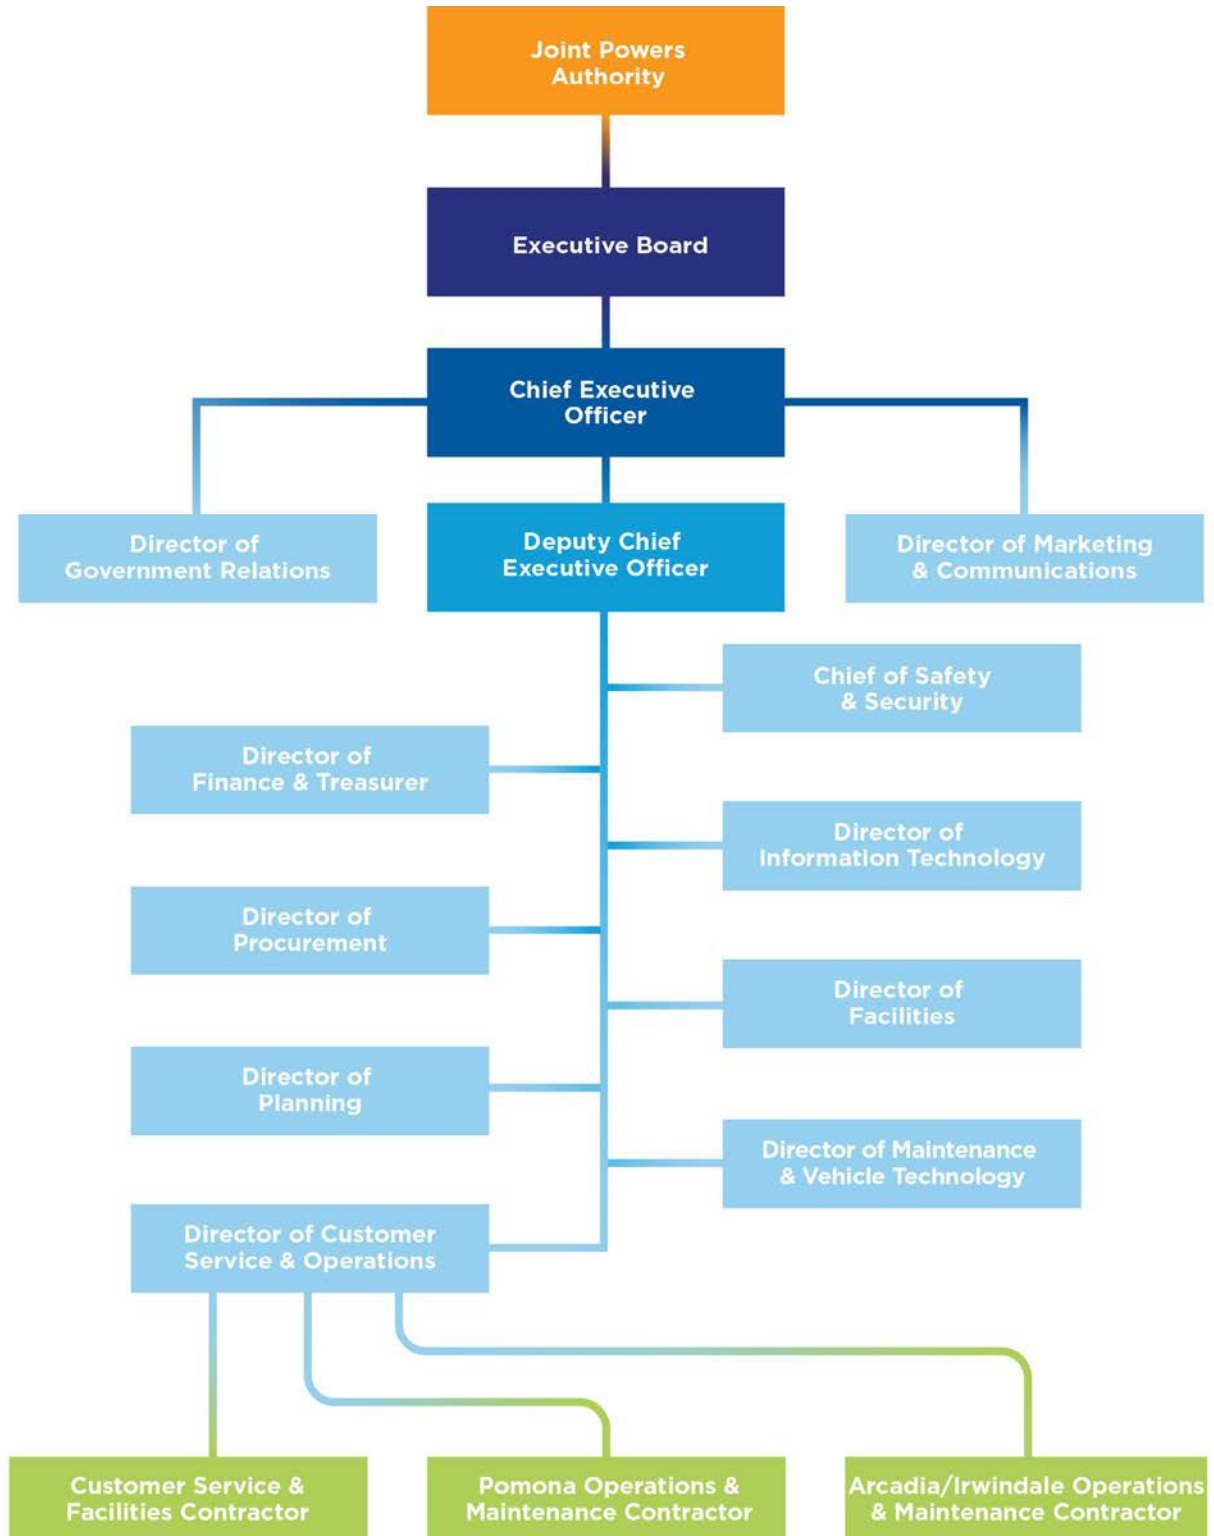 Joint Powers
Authority
Executive Board
Chief Executive
Officer
Director of
Government Relations
Deputy Chief
Executive Officer
Director of Marketing
& Communications
Chief of Safety
& Security
Director of
Finance & Treasurer
Director of
Information Technology
Director of
Procurement
Director of
Facilities
Director of
Planning
Director of Maintenance
& Vehicle Technology
Director of Customer
Service & Operations
Customer Service &
Facilities Contractor
Pomona Operations &
Maintenance Contractor
Arcadia/Irwindale Operations
& Maintenance Contractor